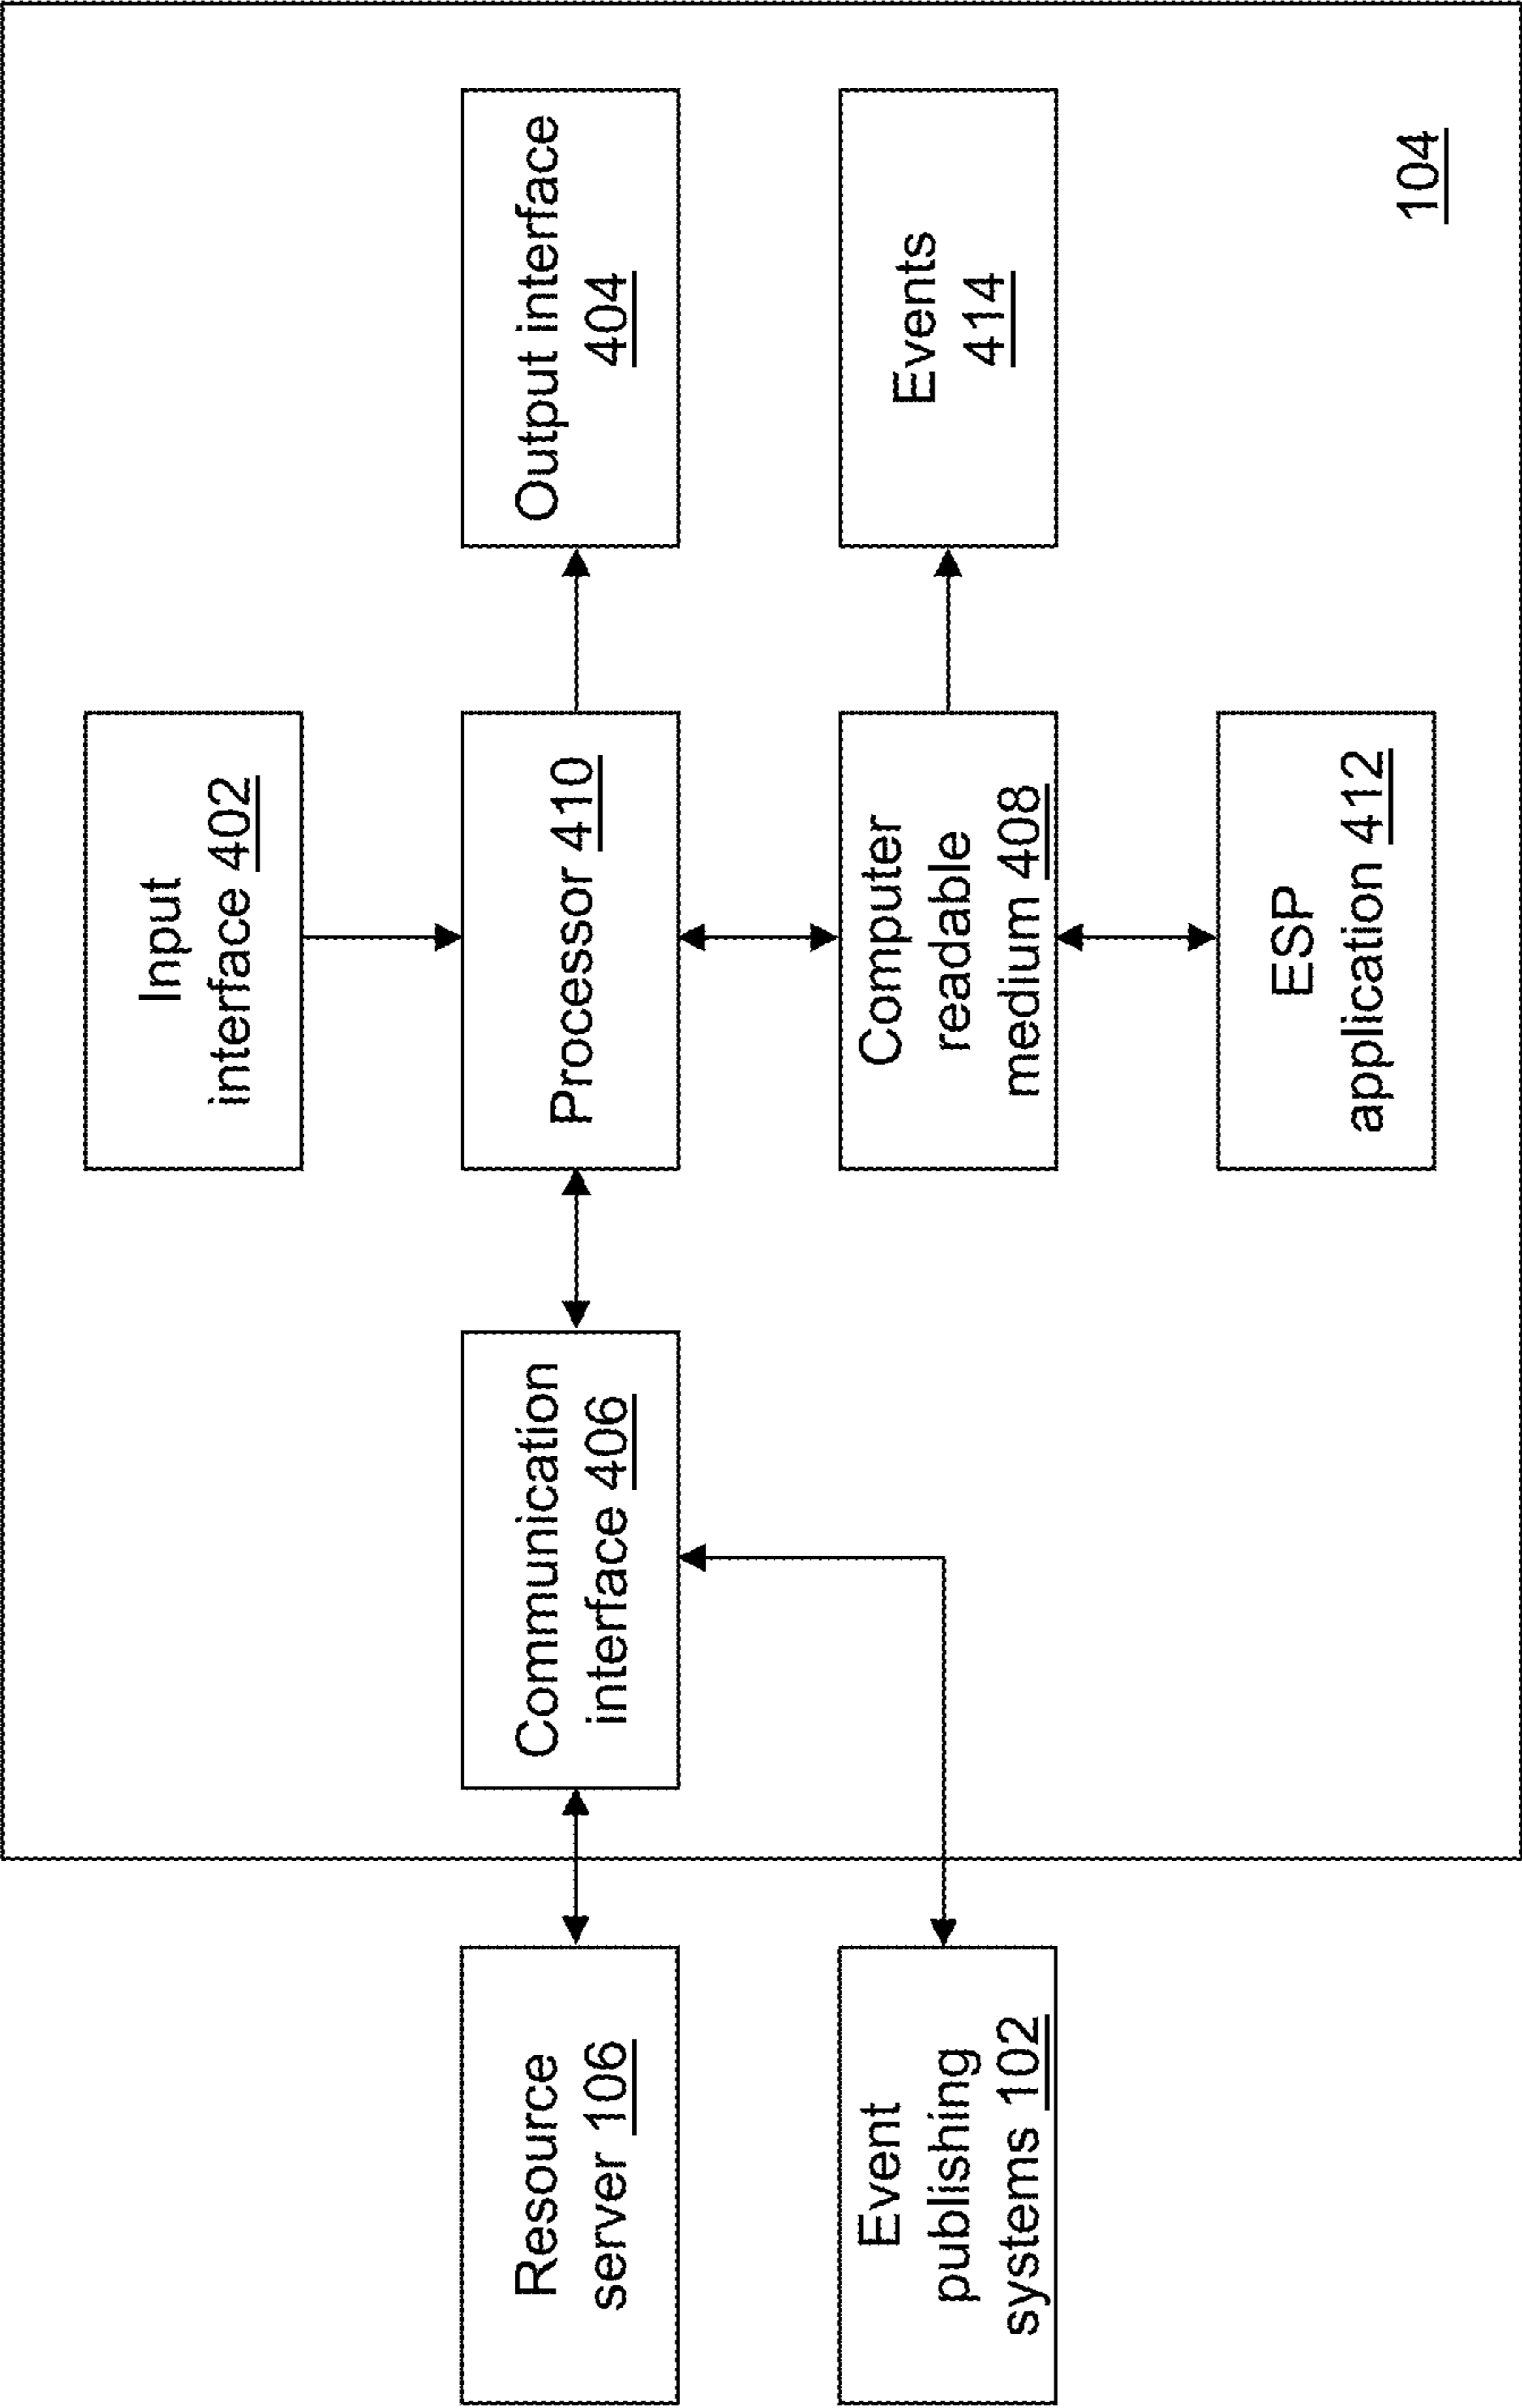 Input
interface 402
Resource
server 106
Communication
interface 406
Processor 410
Output interface
404
Event
publishing
systems 102
Computer
readable
medium 408
Events
414
ESP
application 412
104